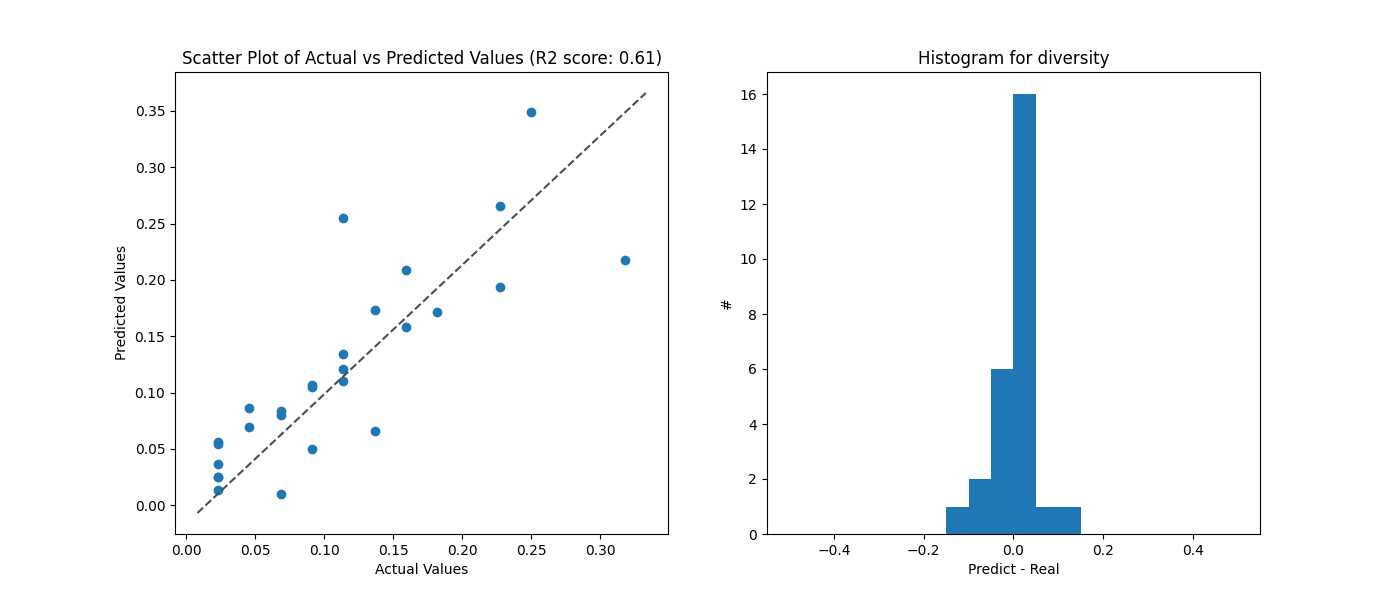 Scatter Plot of Actual vs Predicted Values (R2 score: 0.61)
0.35
0.30
0.25
0.20
0.15
0.10
0.05
0.00
Predicted Values
0.00 0.05 0.10 0.15 0.20 0.25 0.30
Actual Values
Histogram for diversity
16
14
12
10
8
6
4
2
0
#
−0.4 −0.2 0.0 0.2 0.4
Predict - Real